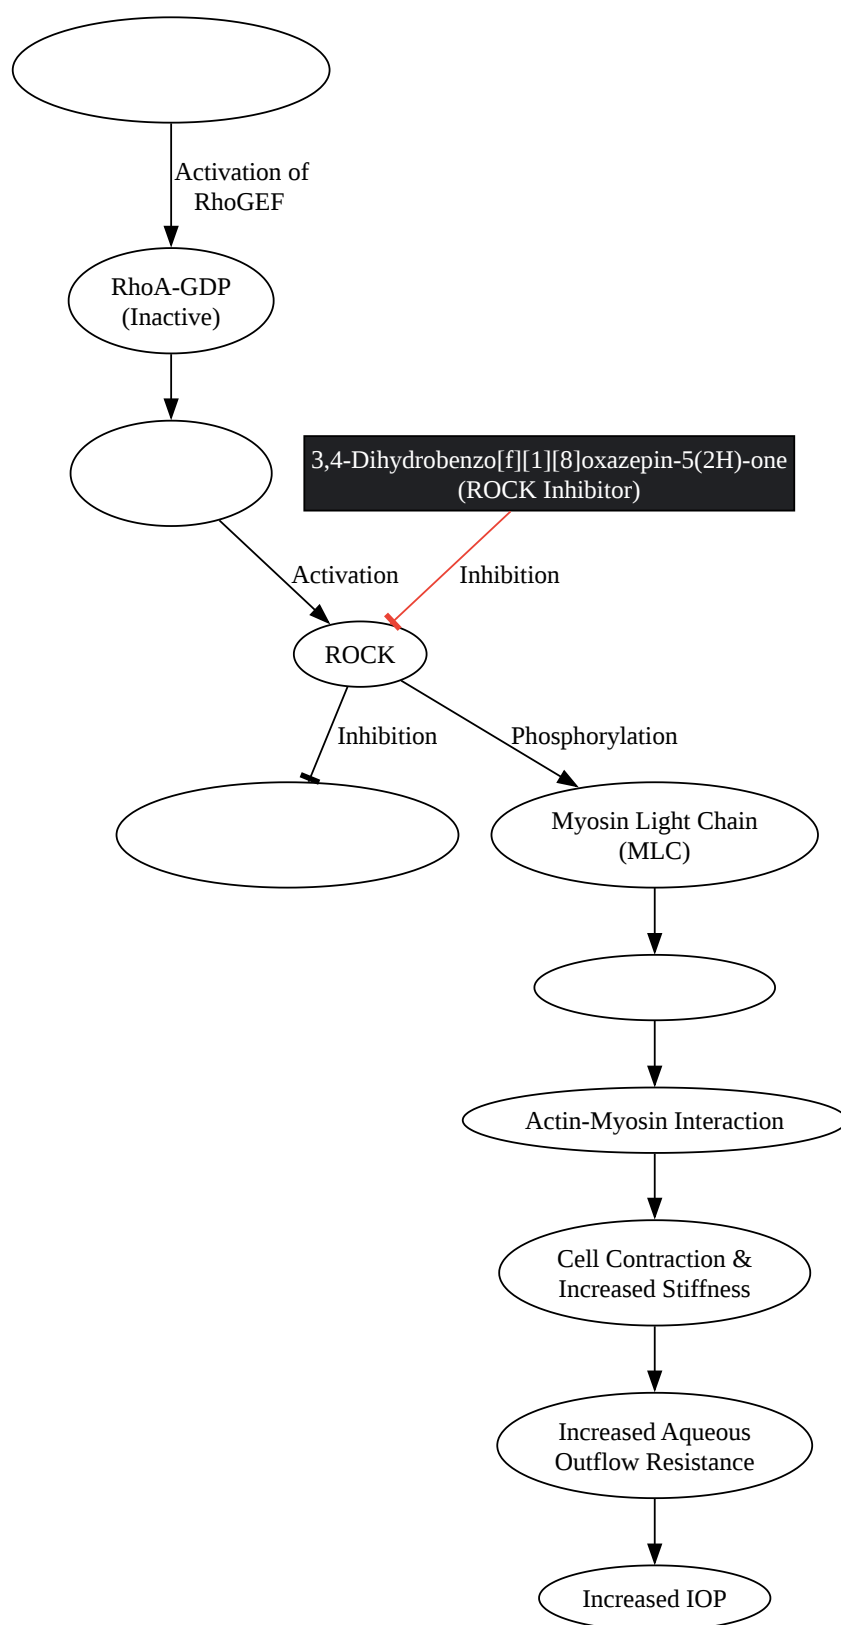 Activation of
RhoGEF
RhoA-GDP
(Inactive)
3,4-Dihydrobenzo[f][1][8]oxazepin-5(2H)-one
(ROCK Inhibitor)
Activation
Inhibition
ROCK
Inhibition
Phosphorylation
Myosin Light Chain
(MLC)
Actin-Myosin Interaction
Cell Contraction &
Increased Stiffness
Increased Aqueous
Outflow Resistance
Increased IOP